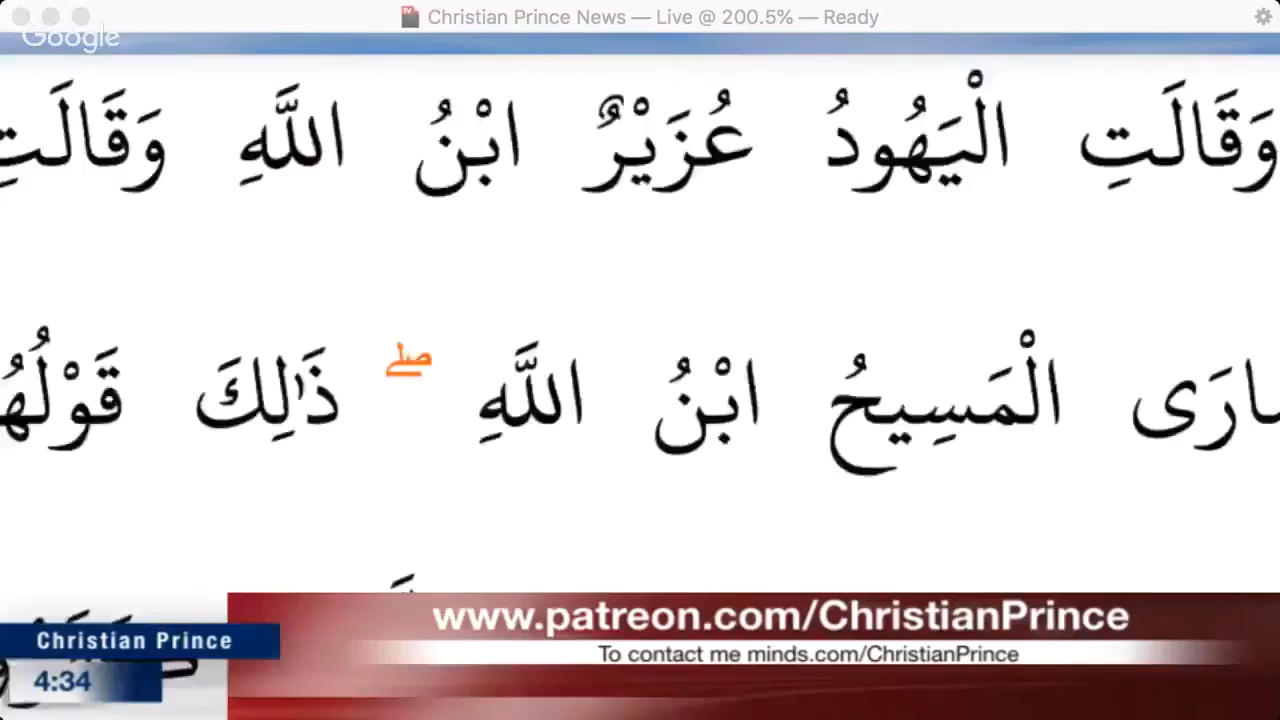 Christian Prince News — Live @ 200.5% — Ready
Google
وَقَالَتِ الْيَهُودُ عُزَيْرٌ ابْنُ اللَّهِ وَقَالَتِ
الْمَسِيحُ ابْنُ اللَّهِ ۖ ذَٰلِكَ
www.patreon.com/ChristianPrince
To contact me minds.com/ChristianPrince
Christian Prince
4:34